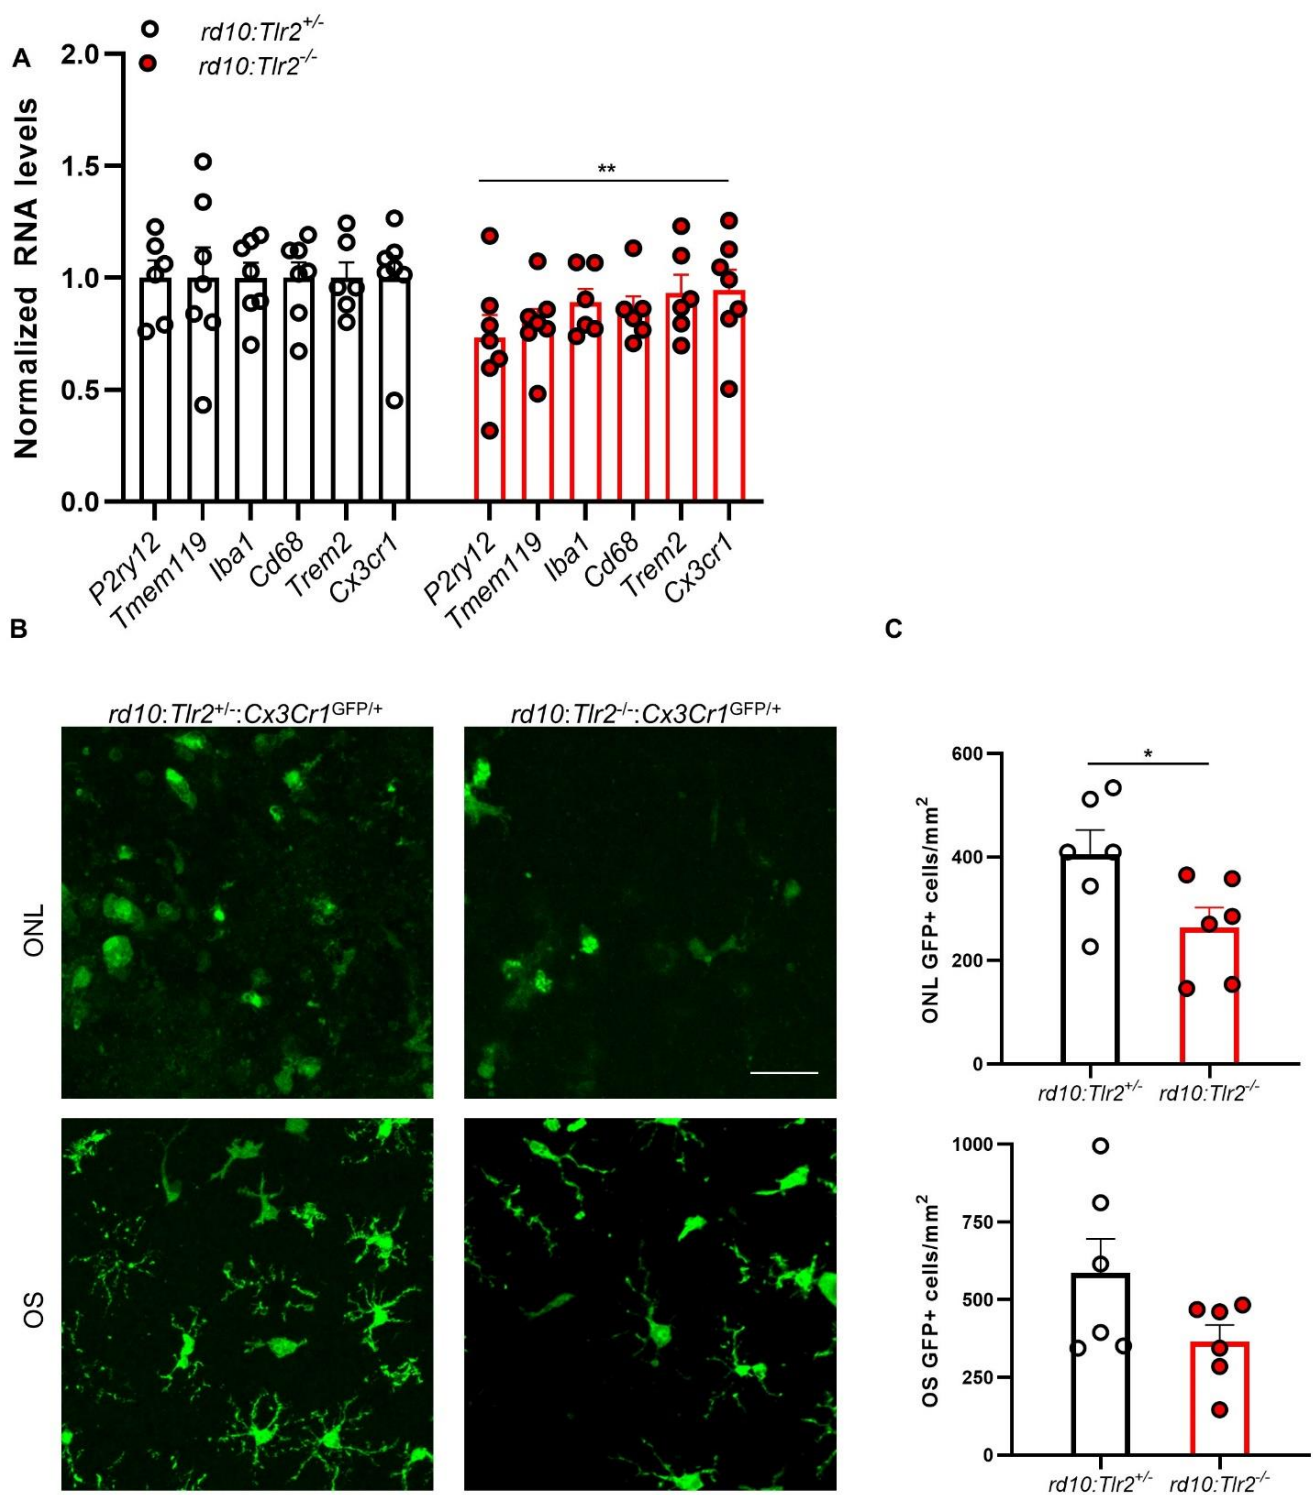 rd10:Tlr2+/-
A
rd10:Tlr2-/-
Normalized RNA levels
2.0
1.5
1.0
0.5
0.0
**
P2ry12
Tmem119
Iba1
Cd68
Trem2
Cx3cr1
P2ry12
Tmem119
Iba1
Cd68
Trem2
Cx3cr1
B
rd10:Tlr2+/-:Cx3Cr1GFP/+
rd10:Tlr2-/-:Cx3Cr1GFP/+
ONL
OS
C
ONL GFP+ cells/mm2
600
400
200
0
*
rd10:Tlr2+/-
rd10:Tlr2-/-
OS GFP+ cells/mm2
1000
750
500
250
0
rd10:Tlr2+/-
rd10:Tlr2-/-